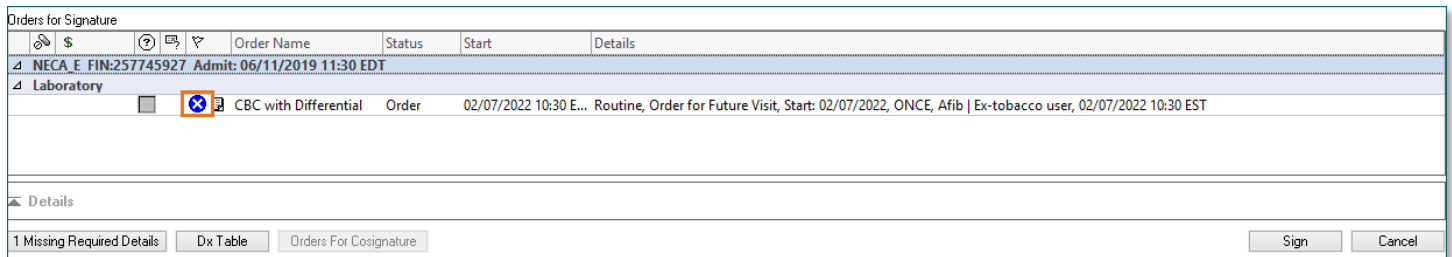 Orders for Signature
$ Order Name Status Start Details
NECA_E FIN:257745927 Admit: 06/11/2019 11:30 EDT
Laboratory
CBC with Differential Order 02/07/2022 10:30 E... Routine, Order for Future Visit, Start: 02/07/2022, ONCE, Afib | Ex-tobacco user, 02/07/2022 10:30 EST
Details
1 Missing Required Details Dx Table Orders For Cosignature Sign Cancel